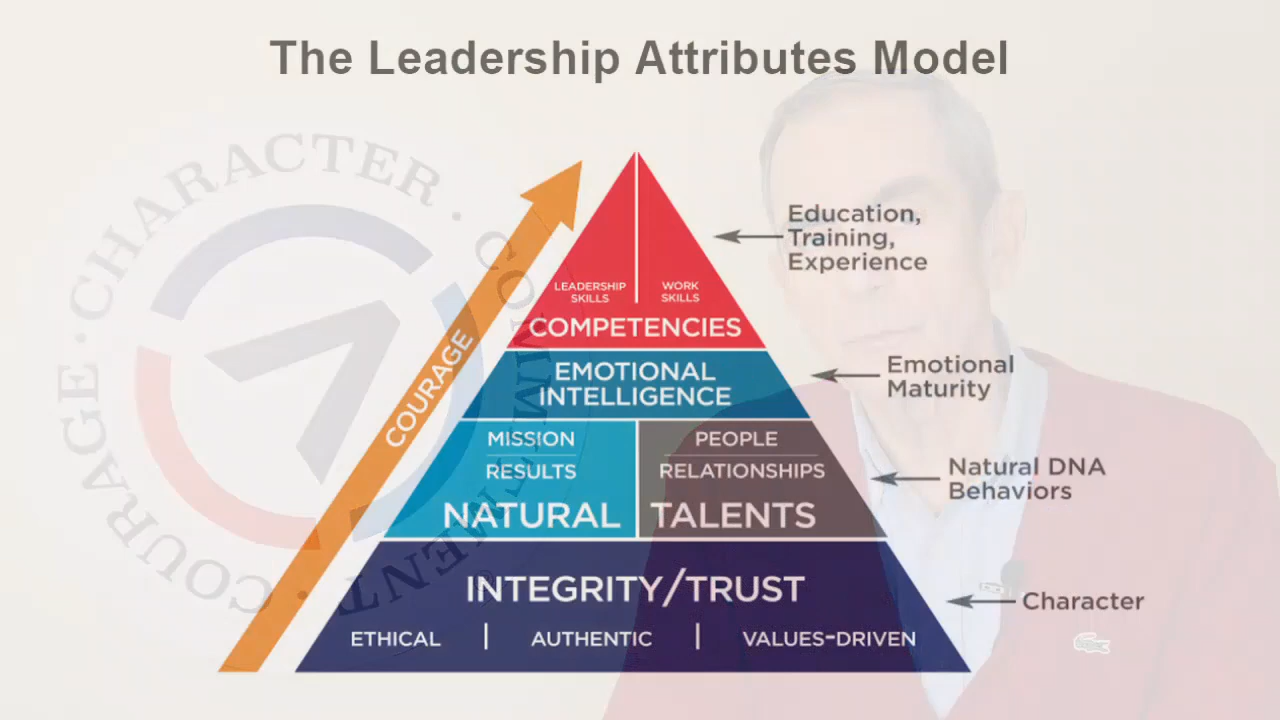 The Leadership Attributes Model
CHARACTER · COMMITMENT · COURAGE ·
COURAGE
Education,
Training,
Experience
LEADERSHIP
SKILLS
WORK
SKILLS
COMPETENCIES
Emotional
Maturity
EMOTIONAL
INTELLIGENCE
MISSION
RESULTS
PEOPLE
RELATIONSHIPS
NATURAL TALENTS
Natural DNA
Behaviors
INTEGRITY/TRUST
ETHICAL | AUTHENTIC | VALUES-DRIVEN
Character